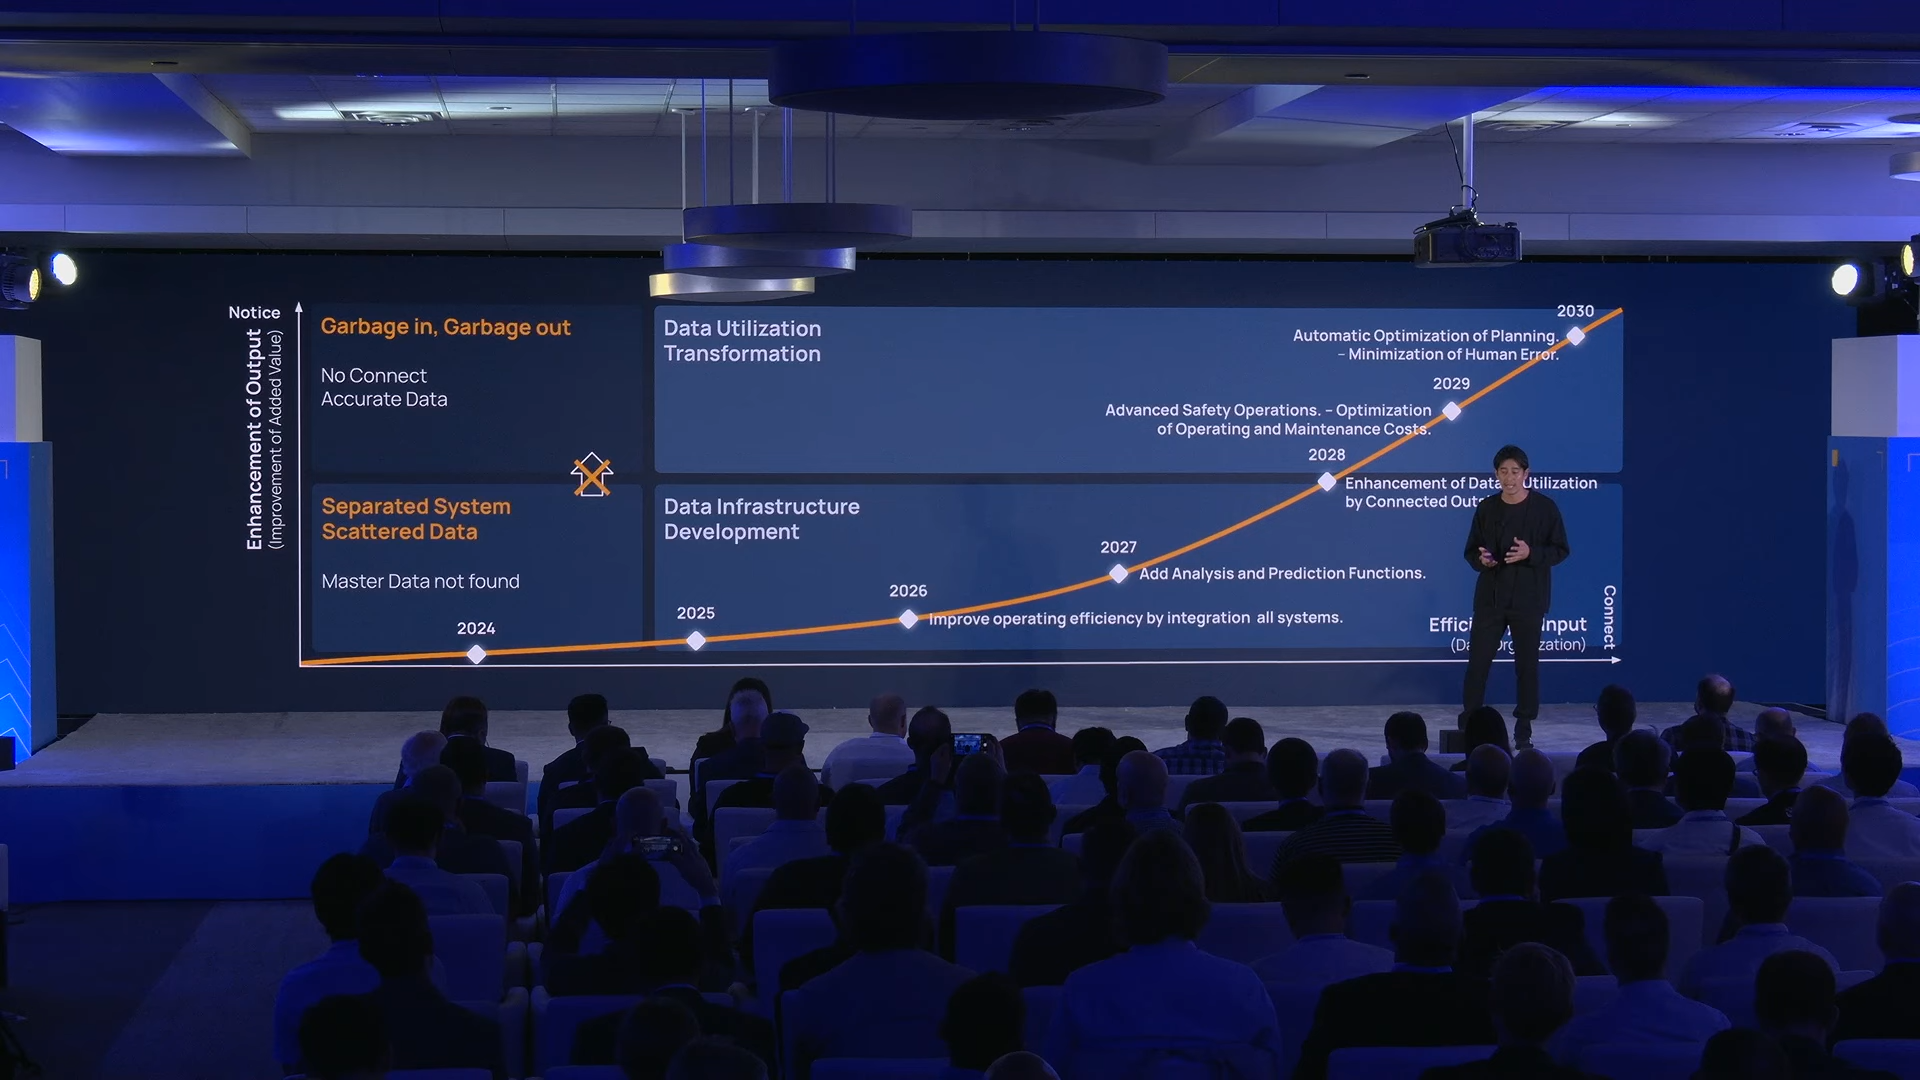 Notice
Enhancement of Output
(Improvement of Added Value)
Garbage in, Garbage out
No Connect
Accurate Data
Separated System
Scattered Data
Master Data not found
Data Utilization
Transformation
Data Infrastructure
Development
2024
2025
2026
Improve operating efficiency by integration all systems.
2027
Add Analysis and Prediction Functions.
2028
Enhancement of Data Utilization
by Connected
2029
Advanced Safety Operations. – Optimization
of Operating and Maintenance Costs.
2030
Automatic Optimization of Planning.
– Minimization of Human Error.
Input
Connect